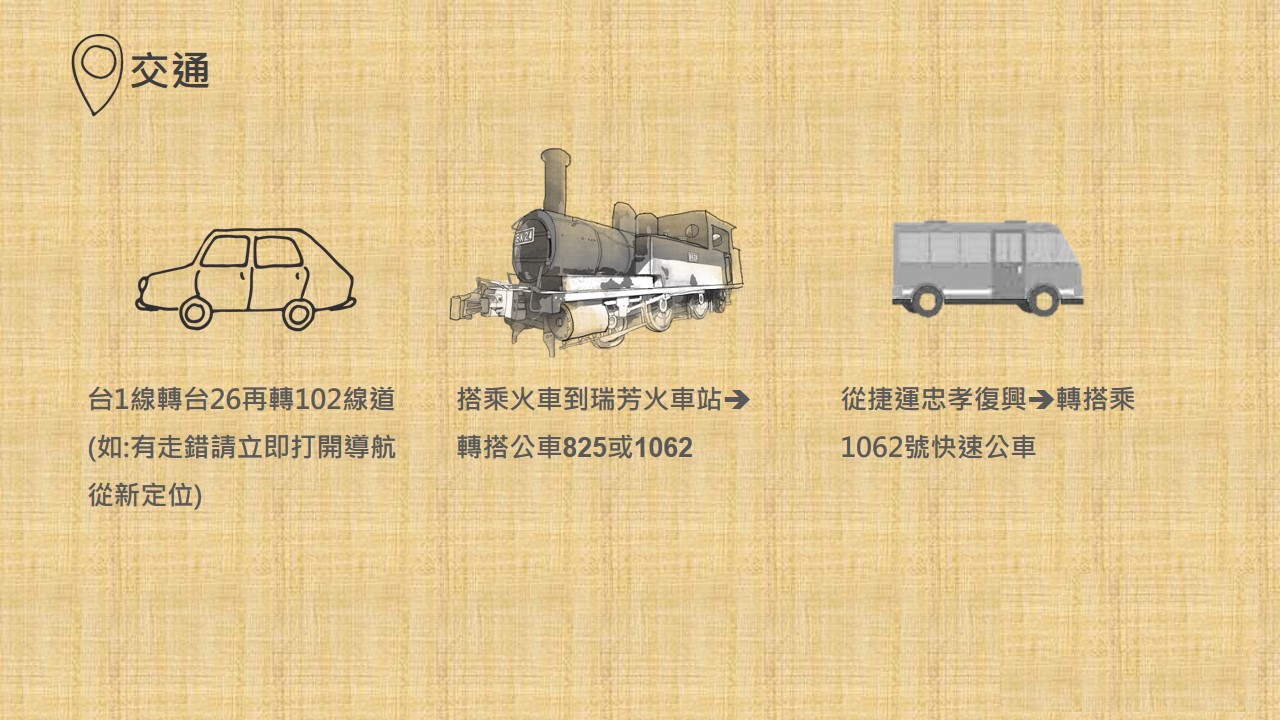 交通
台1線轉台26再轉102線道
(如:有走錯請立即打開導航
從新定位)
搭乘火車到瑞芳火車站➔
轉搭公車825或1062
從捷運忠孝復興➔轉搭乘
1062號快速公車